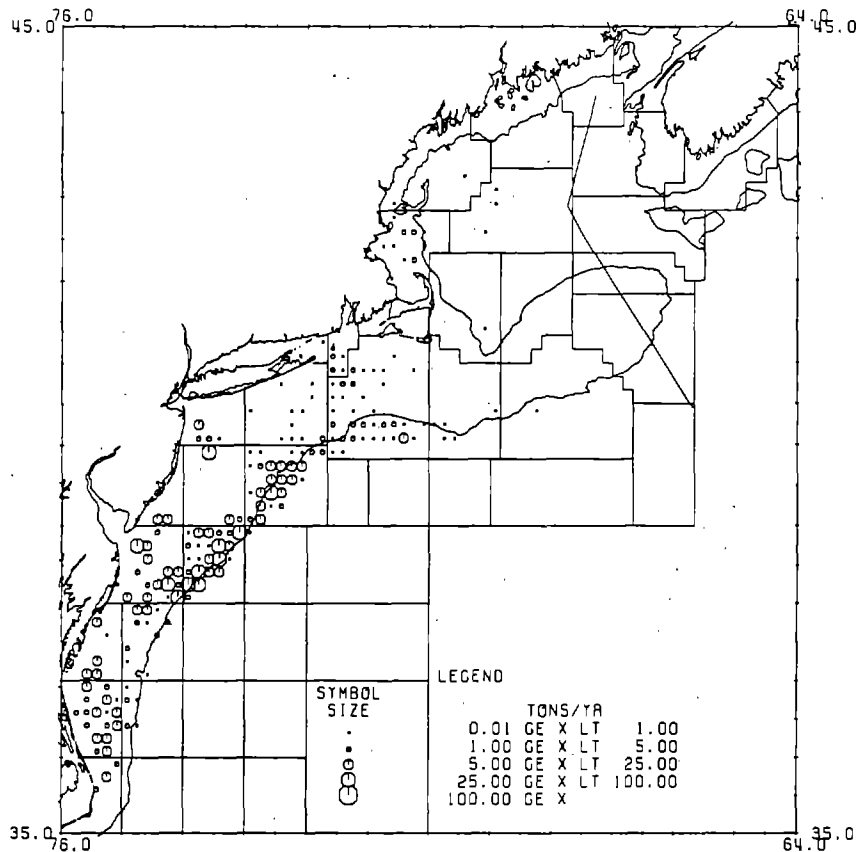 76.0 64.0
45.0 45.0
LEGEND
SYMBOL
SIZE
TONS/YR
0.01 GE X LT 1.00
1.00 GE X LT 5.00
5.00 GE X LT 25.00
25.00 GE X LT 100.00
100.00 GE X
35.0 35.0
76.0 64.0